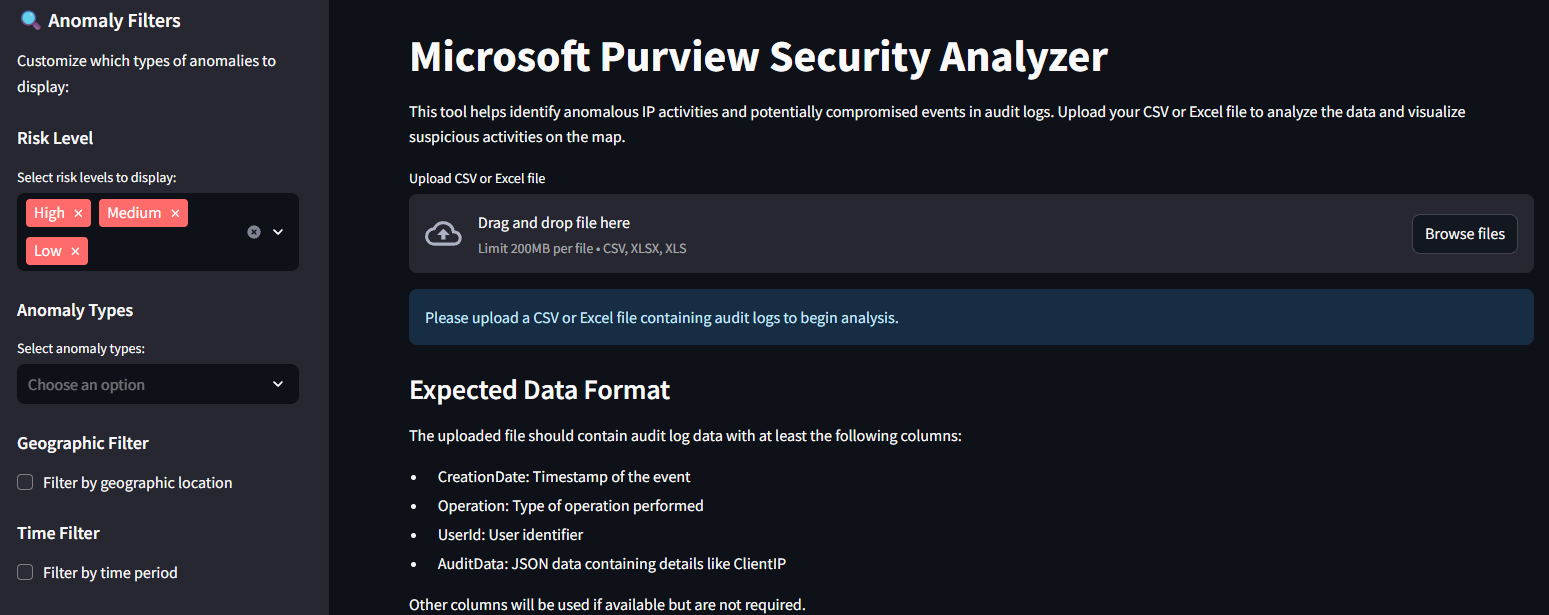 Anomaly Filters
Customize which types of anomalies to
display:
Risk Level
Select risk levels to display:
High ×
Medium ×
Low ×
Anomaly Types
Select anomaly types:
Choose an option
Geographic Filter
Filter by geographic location
Time Filter
Filter by time period
Microsoft Purview Security Analyzer
This tool helps identify anomalous IP activities and potentially compromised events in audit logs. Upload your CSV or Excel file to analyze the data and visualize
suspicious activities on the map.
Upload CSV or Excel file
Drag and drop file here
Limit 200MB per file • CSV, XLSX, XLS
Browse files
Please upload a CSV or Excel file containing audit logs to begin analysis.
Expected Data Format
The uploaded file should contain audit log data with at least the following columns:
• CreationDate: Timestamp of the event
• Operation: Type of operation performed
• UserId: User identifier
• AuditData: JSON data containing details like ClientIP
Other columns will be used if available but are not required.